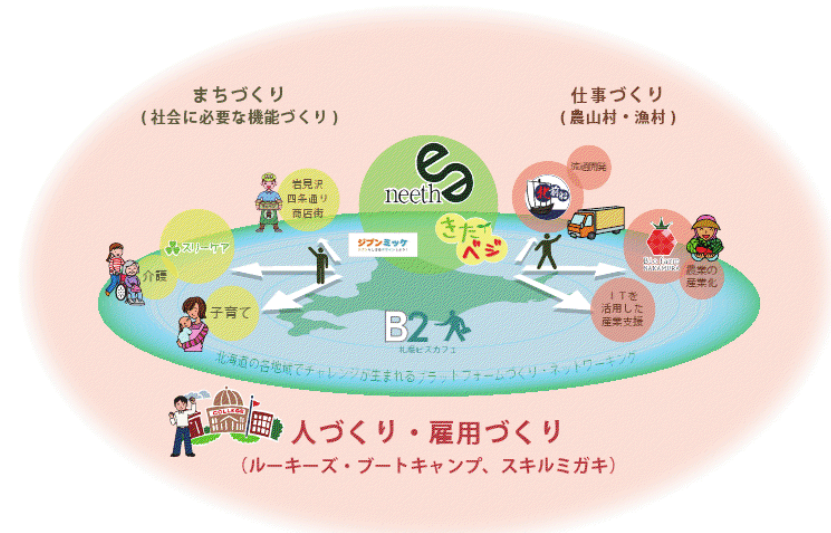 まちづくり
(社会に必要な機能づくり)
仕事づくり
(農山村・漁村)
neeth
流通開発
岩見沢
四条通り
商店街
きたイ
ベジ
ジブンミッケ
スリーケア
介護
子育て
農業の
産業化
ITを
活用した
産業支援
B2
札幌ビズカフェ
北海道の各地域でチャレンジが生まれるプラットフォームづくり・ネットワーキング
COLLEGE
人づくり・雇用づくり
(ルーキーズ・ブートキャンプ、スキルミガキ)